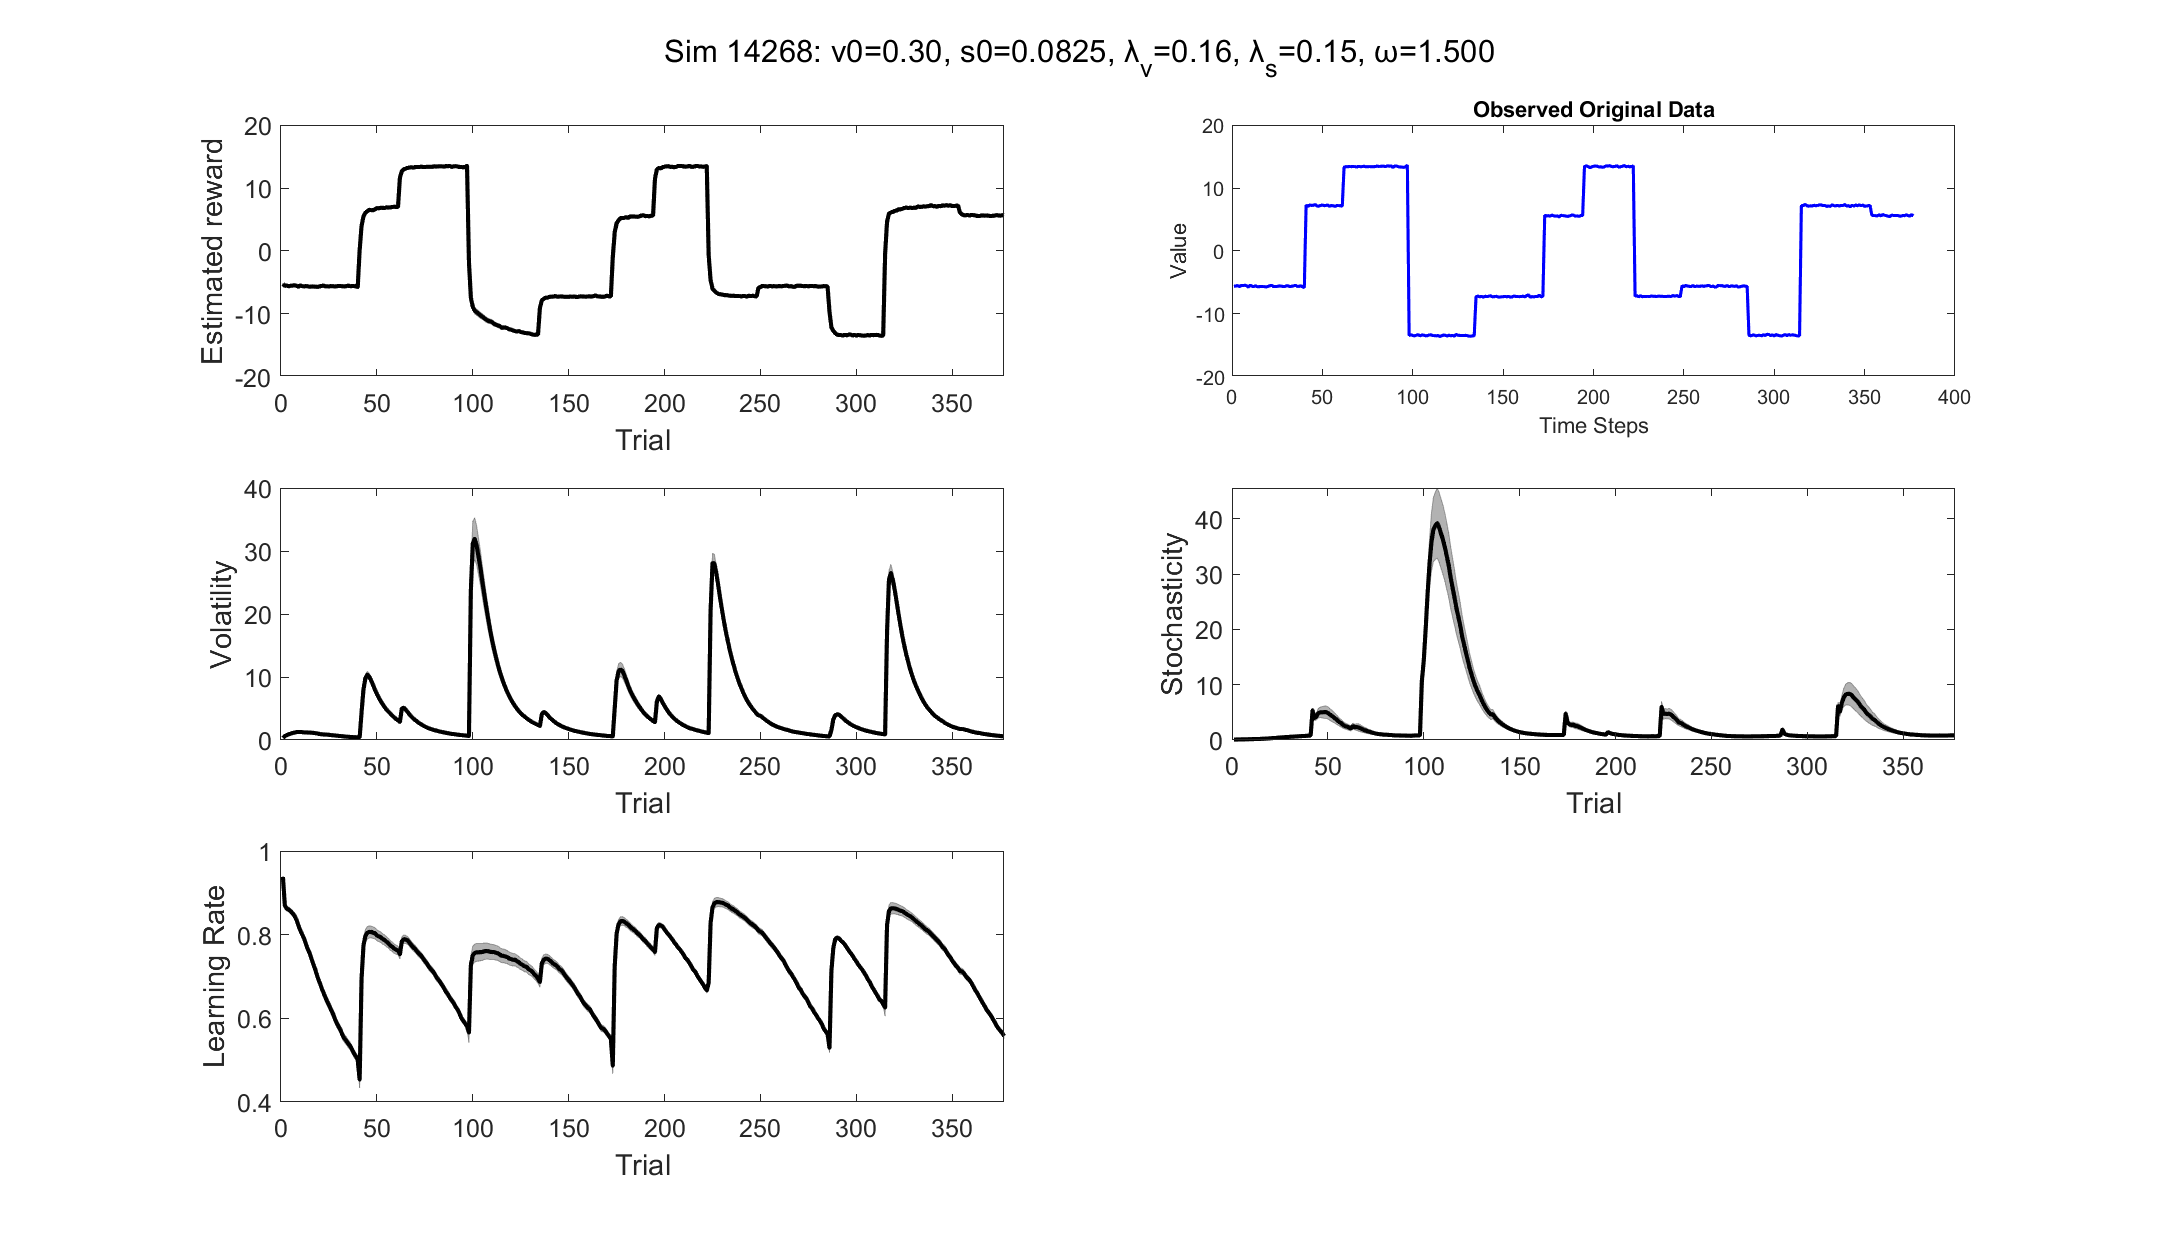 Sim 14268: v0=0.30, s0=0.0825, λ_v=0.16, λ_s=0.15, ω=1.500
Estimated reward
20
10
0
-10
-20
0 50 100 150 200 250 300 350
Trial
Observed Original Data
Value
20
10
0
-10
-20
0 50 100 150 200 250 300 350 400
Time Steps
Volatility
40
30
20
10
0
0 50 100 150 200 250 300 350
Trial
Stochasticity
40
30
20
10
0
0 50 100 150 200 250 300 350
Trial
Learning Rate
1
0.8
0.6
0.4
0 50 100 150 200 250 300 350
Trial